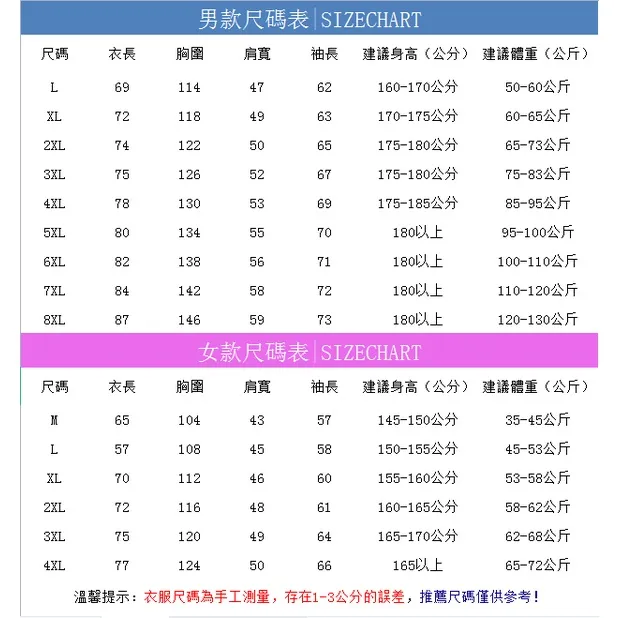 男款尺碼表|SIZECHART
尺碼 衣長 胸圍 肩寬 袖長 建議身高（公分） 建議體重（公斤）
L 69 114 47 62 160-170公分 50-60公斤
XL 72 118 49 63 170-175公分 60-65公斤
2XL 74 122 50 65 175-180公分 65-73公斤
3XL 75 126 52 67 175-180公分 75-83公斤
4XL 78 130 53 69 175-185公分 85-95公斤
5XL 80 134 55 70 180以上 95-100公斤
6XL 82 138 56 71 180以上 100-110公斤
7XL 84 142 58 72 180以上 110-120公斤
8XL 87 146 59 73 180以上 120-130公斤
女款尺碼表|SIZECHART
尺碼 衣長 胸圍 肩寬 袖長 建議身高（公分） 建議體重（公斤）
M 65 104 43 57 145-150公分 35-45公斤
L 57 108 45 58 150-155公分 45-53公斤
XL 70 112 46 60 155-160公分 53-58公斤
2XL 72 116 48 61 160-165公分 58-62公斤
3XL 75 120 49 64 165-170公分 62-68公斤
4XL 77 124 50 66 165以上 65-72公斤
溫馨提示：衣服尺碼為手工測量，存在1-3公分的誤差，推薦尺碼僅供參考！